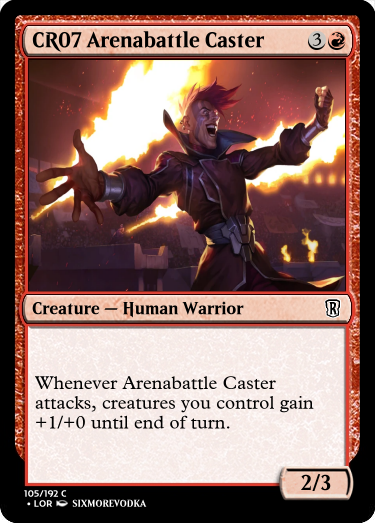 CR07 Arenabattle Caster 3
Creature — Human Warrior R
Whenever Arenabattle Caster
attacks, creatures you control gain
+1/+0 until end of turn.
2/3
105/192 C
• LOR SIXMOREVODKA